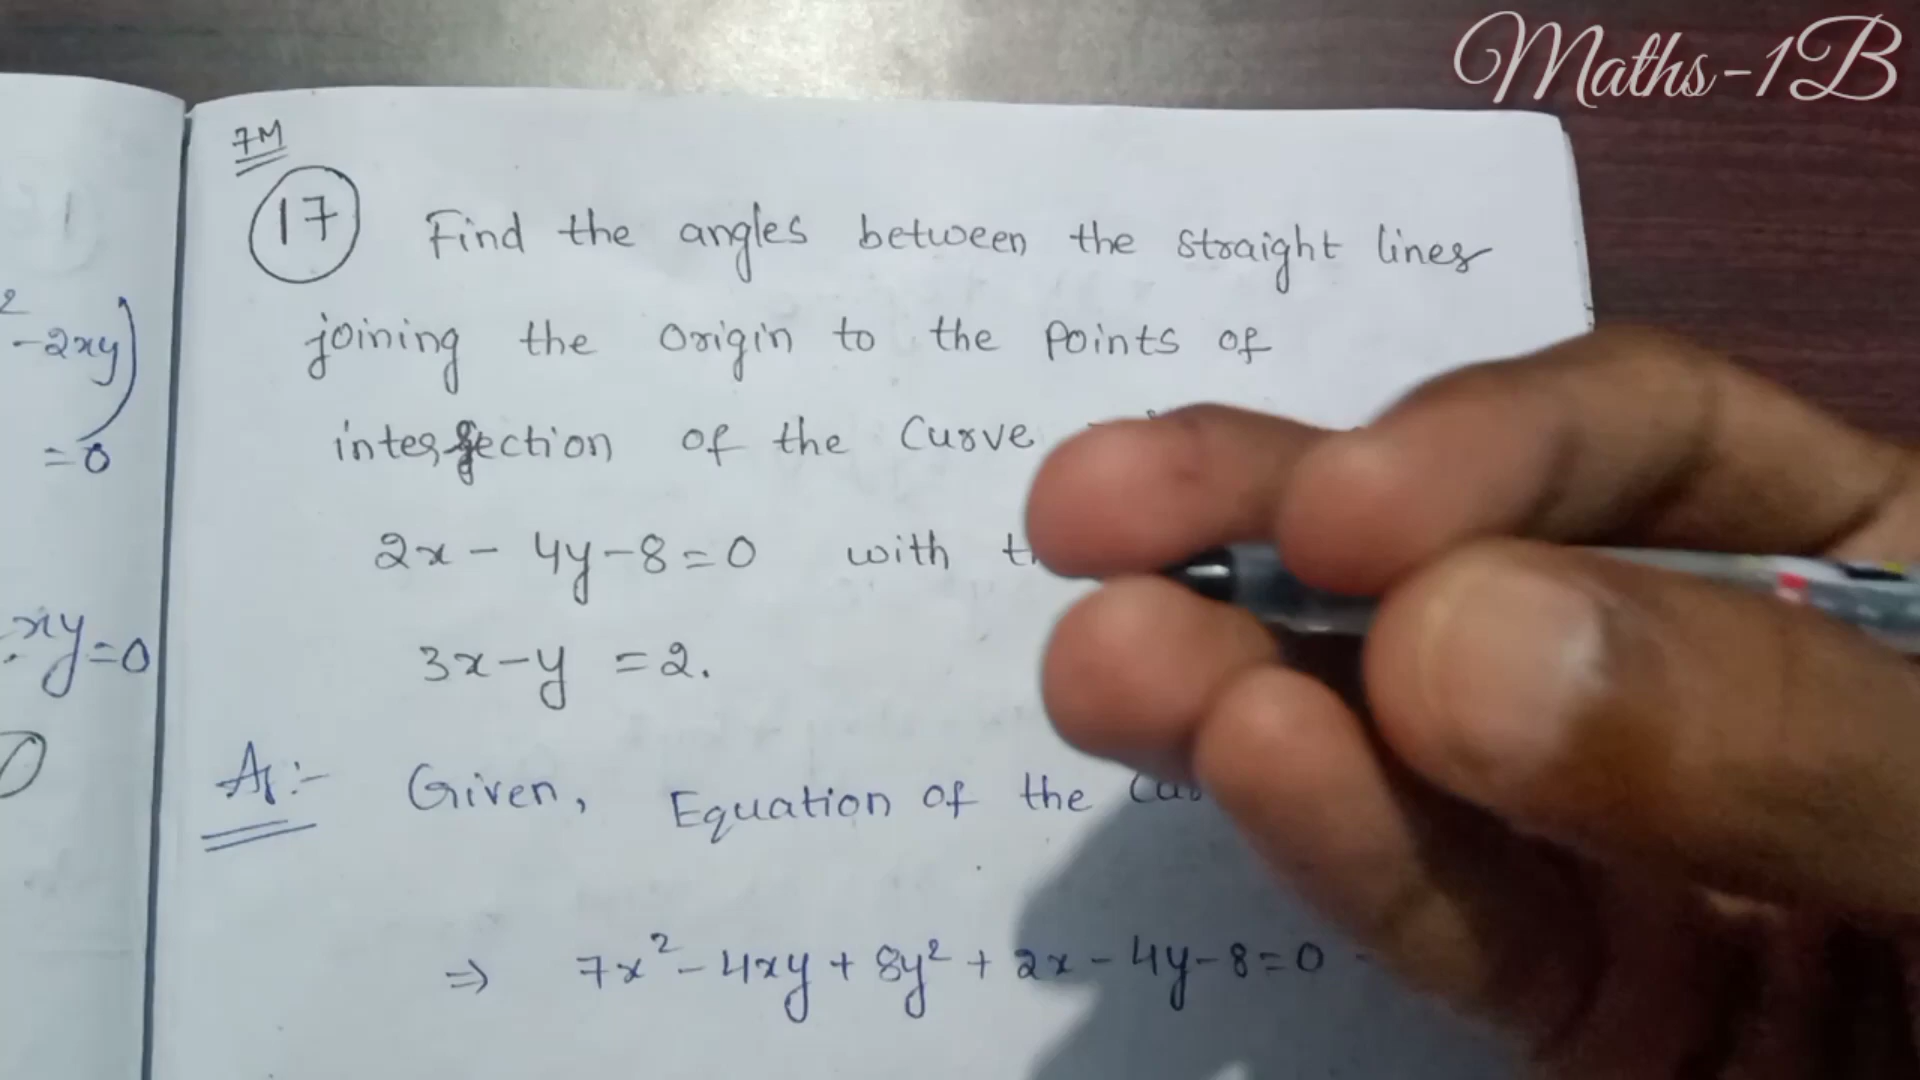 Maths-1B
7M
17 Find the angles between the straight lines
joining the origin to the points of
intersection of the Curve
2x - 4y - 8 = 0 with
3x - y = 2.
A:- Given, Equation of the
⇒ 7x² - 4xy + 8y² + 2x - 4y - 8 = 0
- 2xy)
= 0
xy = 0